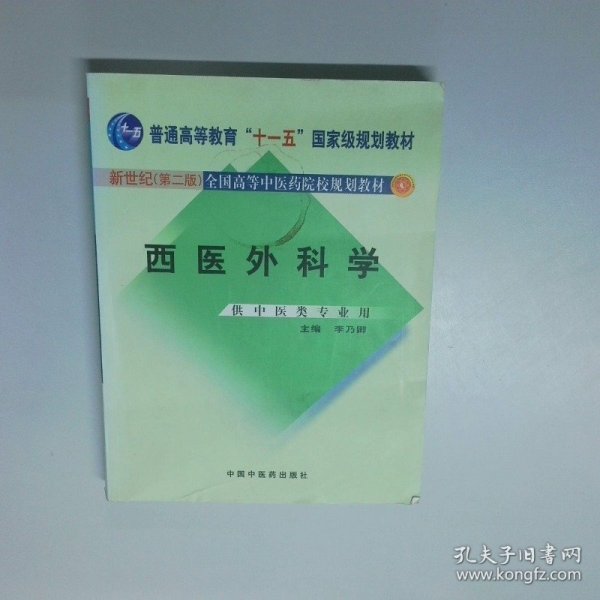 十一五
普通高等教育“十一五”国家级规划教材
新世纪(第二版)全国高等中医药院校规划教材
西医外科学
供中医类专业用
主编 李乃卿
中国中医药出版社
孔夫子旧书网
www.kongfz.com